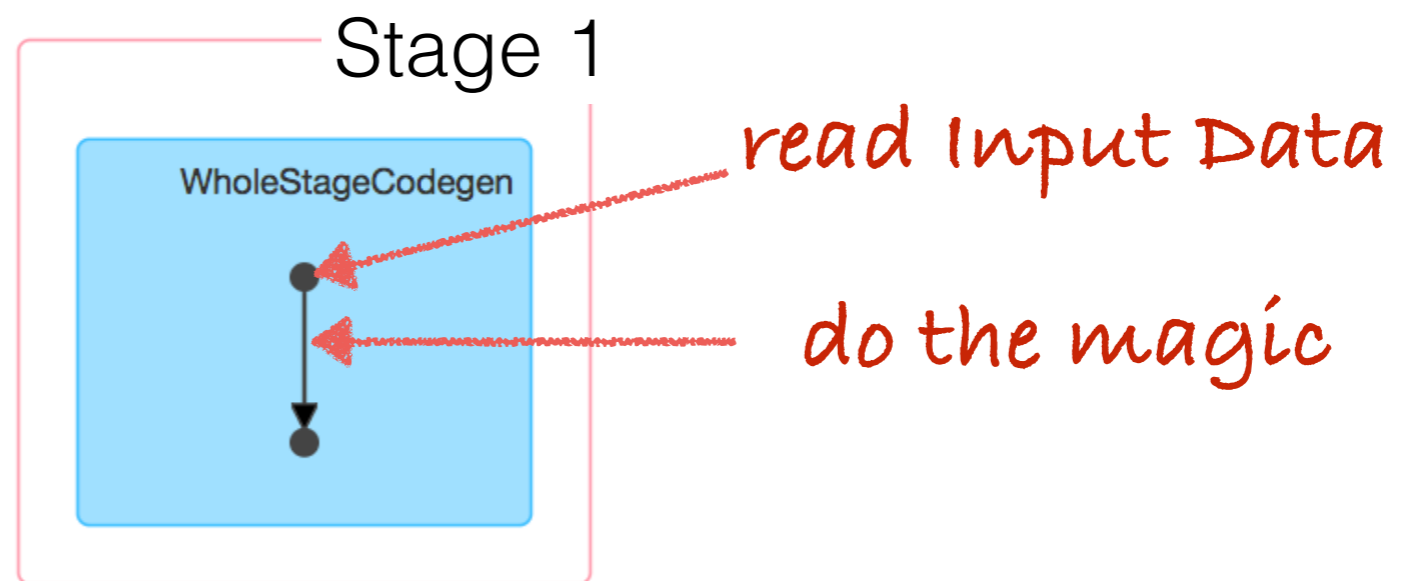 Stage 1
WholeStageCodegen
read Input Data
do the magic